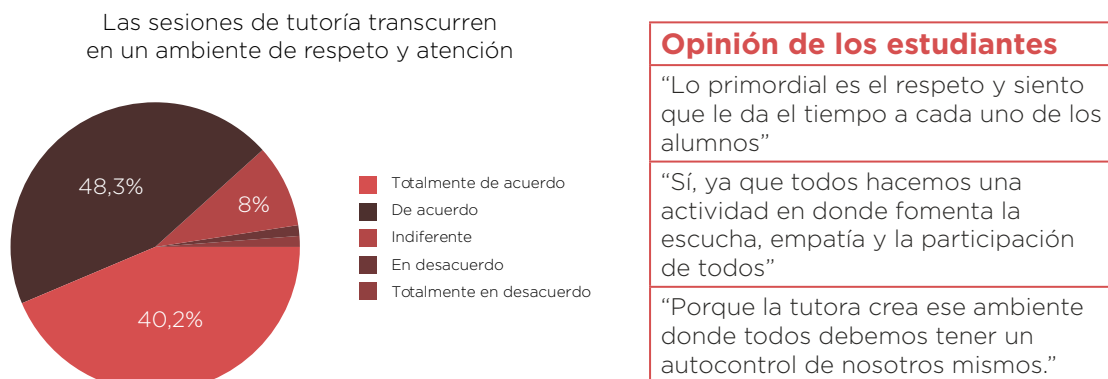 Las sesiones de tutoría transcurren
en un ambiente de respeto y atención
48,3%
8%
40,2%
Totalmente de acuerdo
De acuerdo
Indiferente
En desacuerdo
Totalmente en desacuerdo
Opinión de los estudiantes
“Lo primordial es el respeto y siento
que le da el tiempo a cada uno de los
alumnos”
“Sí, ya que todos hacemos una
actividad en donde fomenta la
escucha, empatía y la participación
de todos”
“Porque la tutora crea ese ambiente
donde todos debemos tener un
autocontrol de nosotros mismos.”